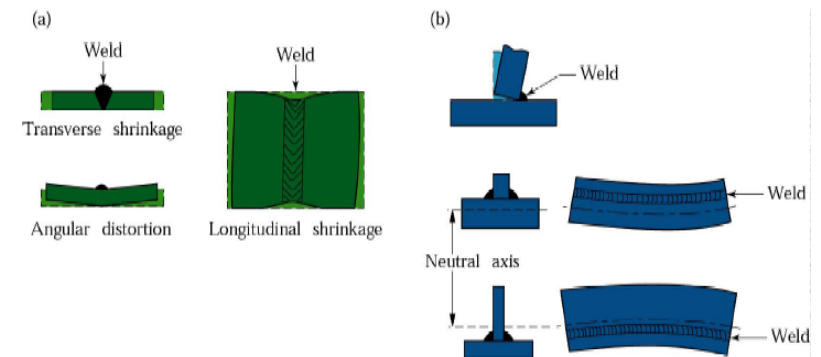 (a)
Weld
Weld
Transverse shrinkage
Angular distortion
Longitudinal shrinkage
(b)
Weld
Weld
Neutral axis
Weld